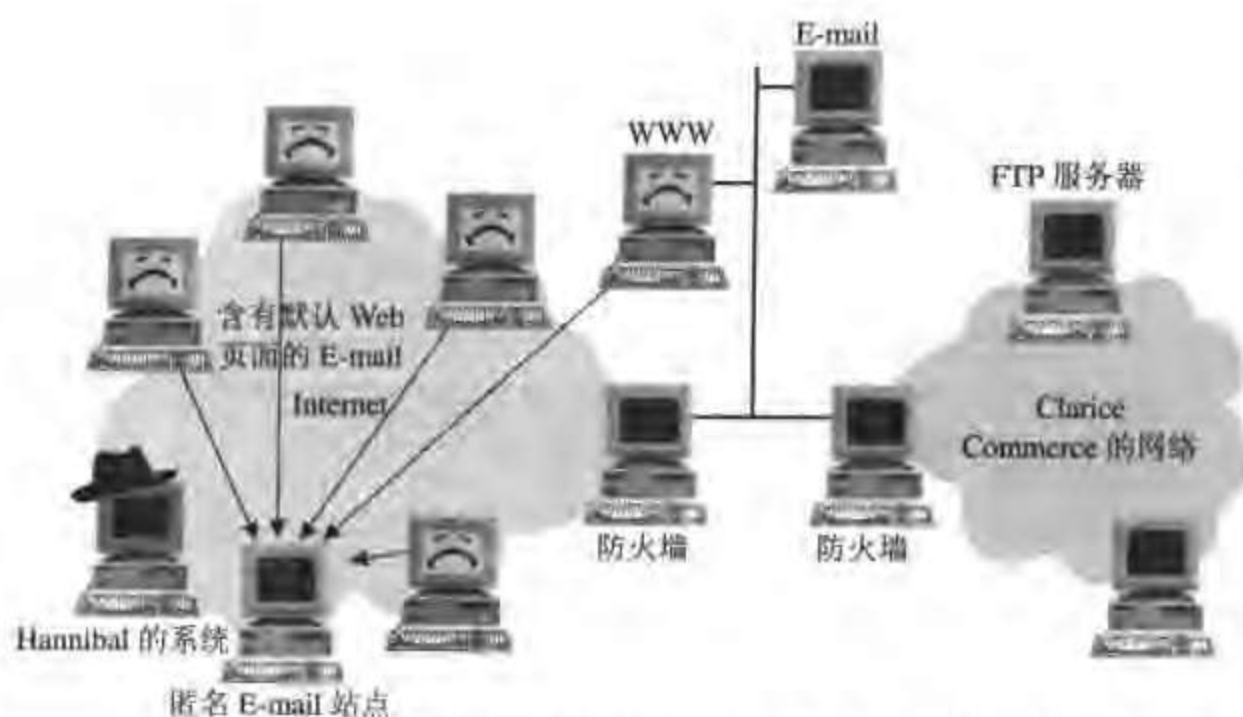 E-mail
WWW
FTP 服务器
含有默认 Web
页面的 E-mail
Internet
Clarice
Commerce 的网络
防火墙
防火墙
Hannibal 的系统
匿名 E-mail 站点